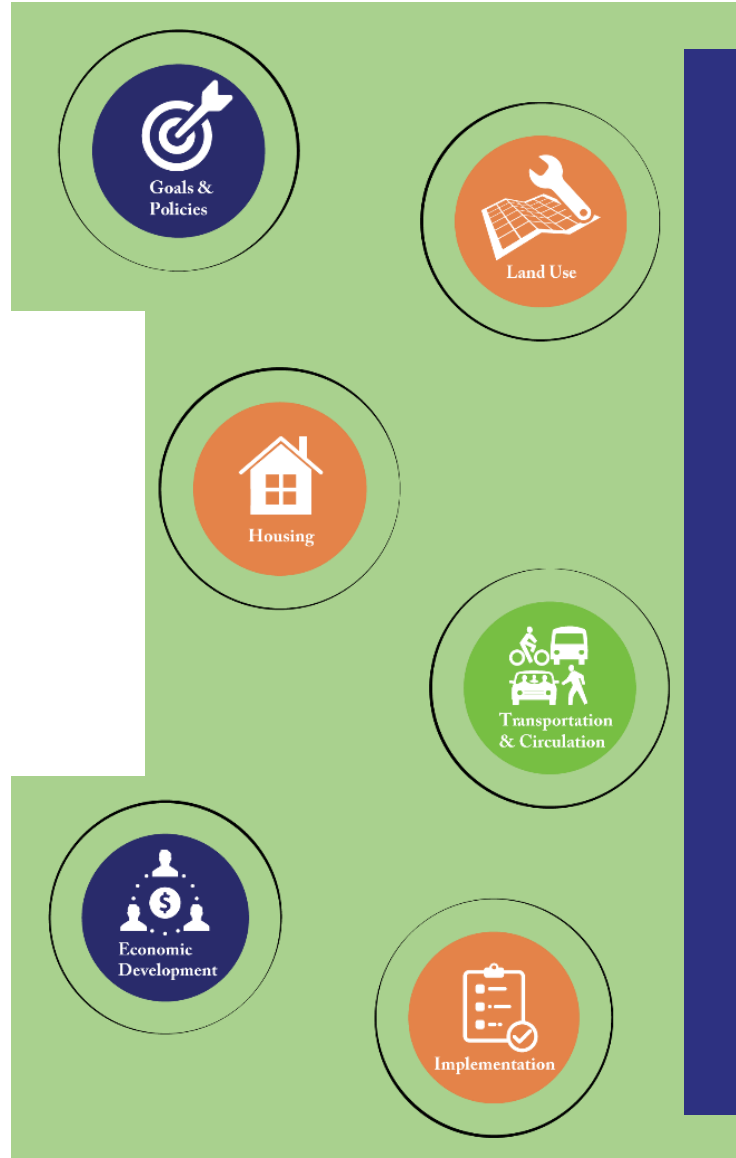 Goals &
Policies
Land Use
Housing
Transportation
& Circulation
$
Economic
Development
Implementation